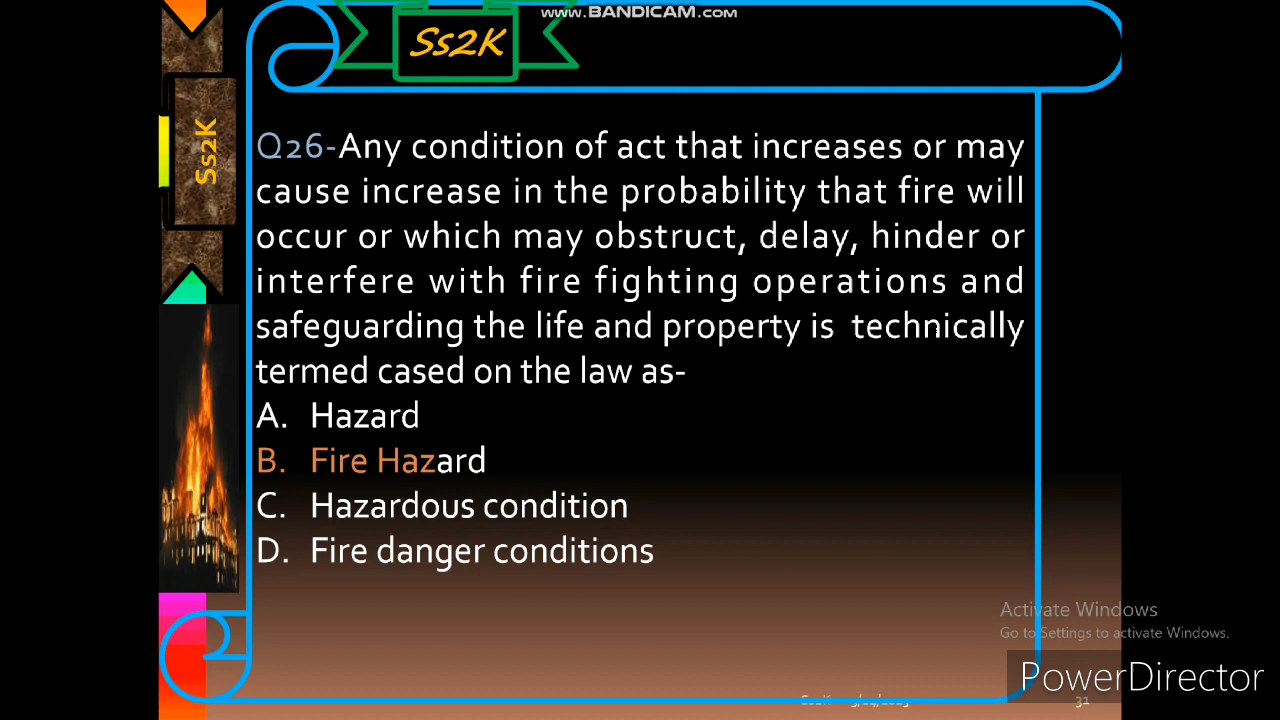 www.BANDICAM.com
Ss2K
Ss2K
Q26-Any condition of act that increases or may
cause increase in the probability that fire will
occur or which may obstruct, delay, hinder or
interfere with fire fighting operations and
safeguarding the life and property is technically
termed cased on the law as-
A. Hazard
B. Fire Hazard
C. Hazardous condition
D. Fire danger conditions
Activate Windows
Go to Settings to activate Windows.
PowerDirector
Ss2K
31